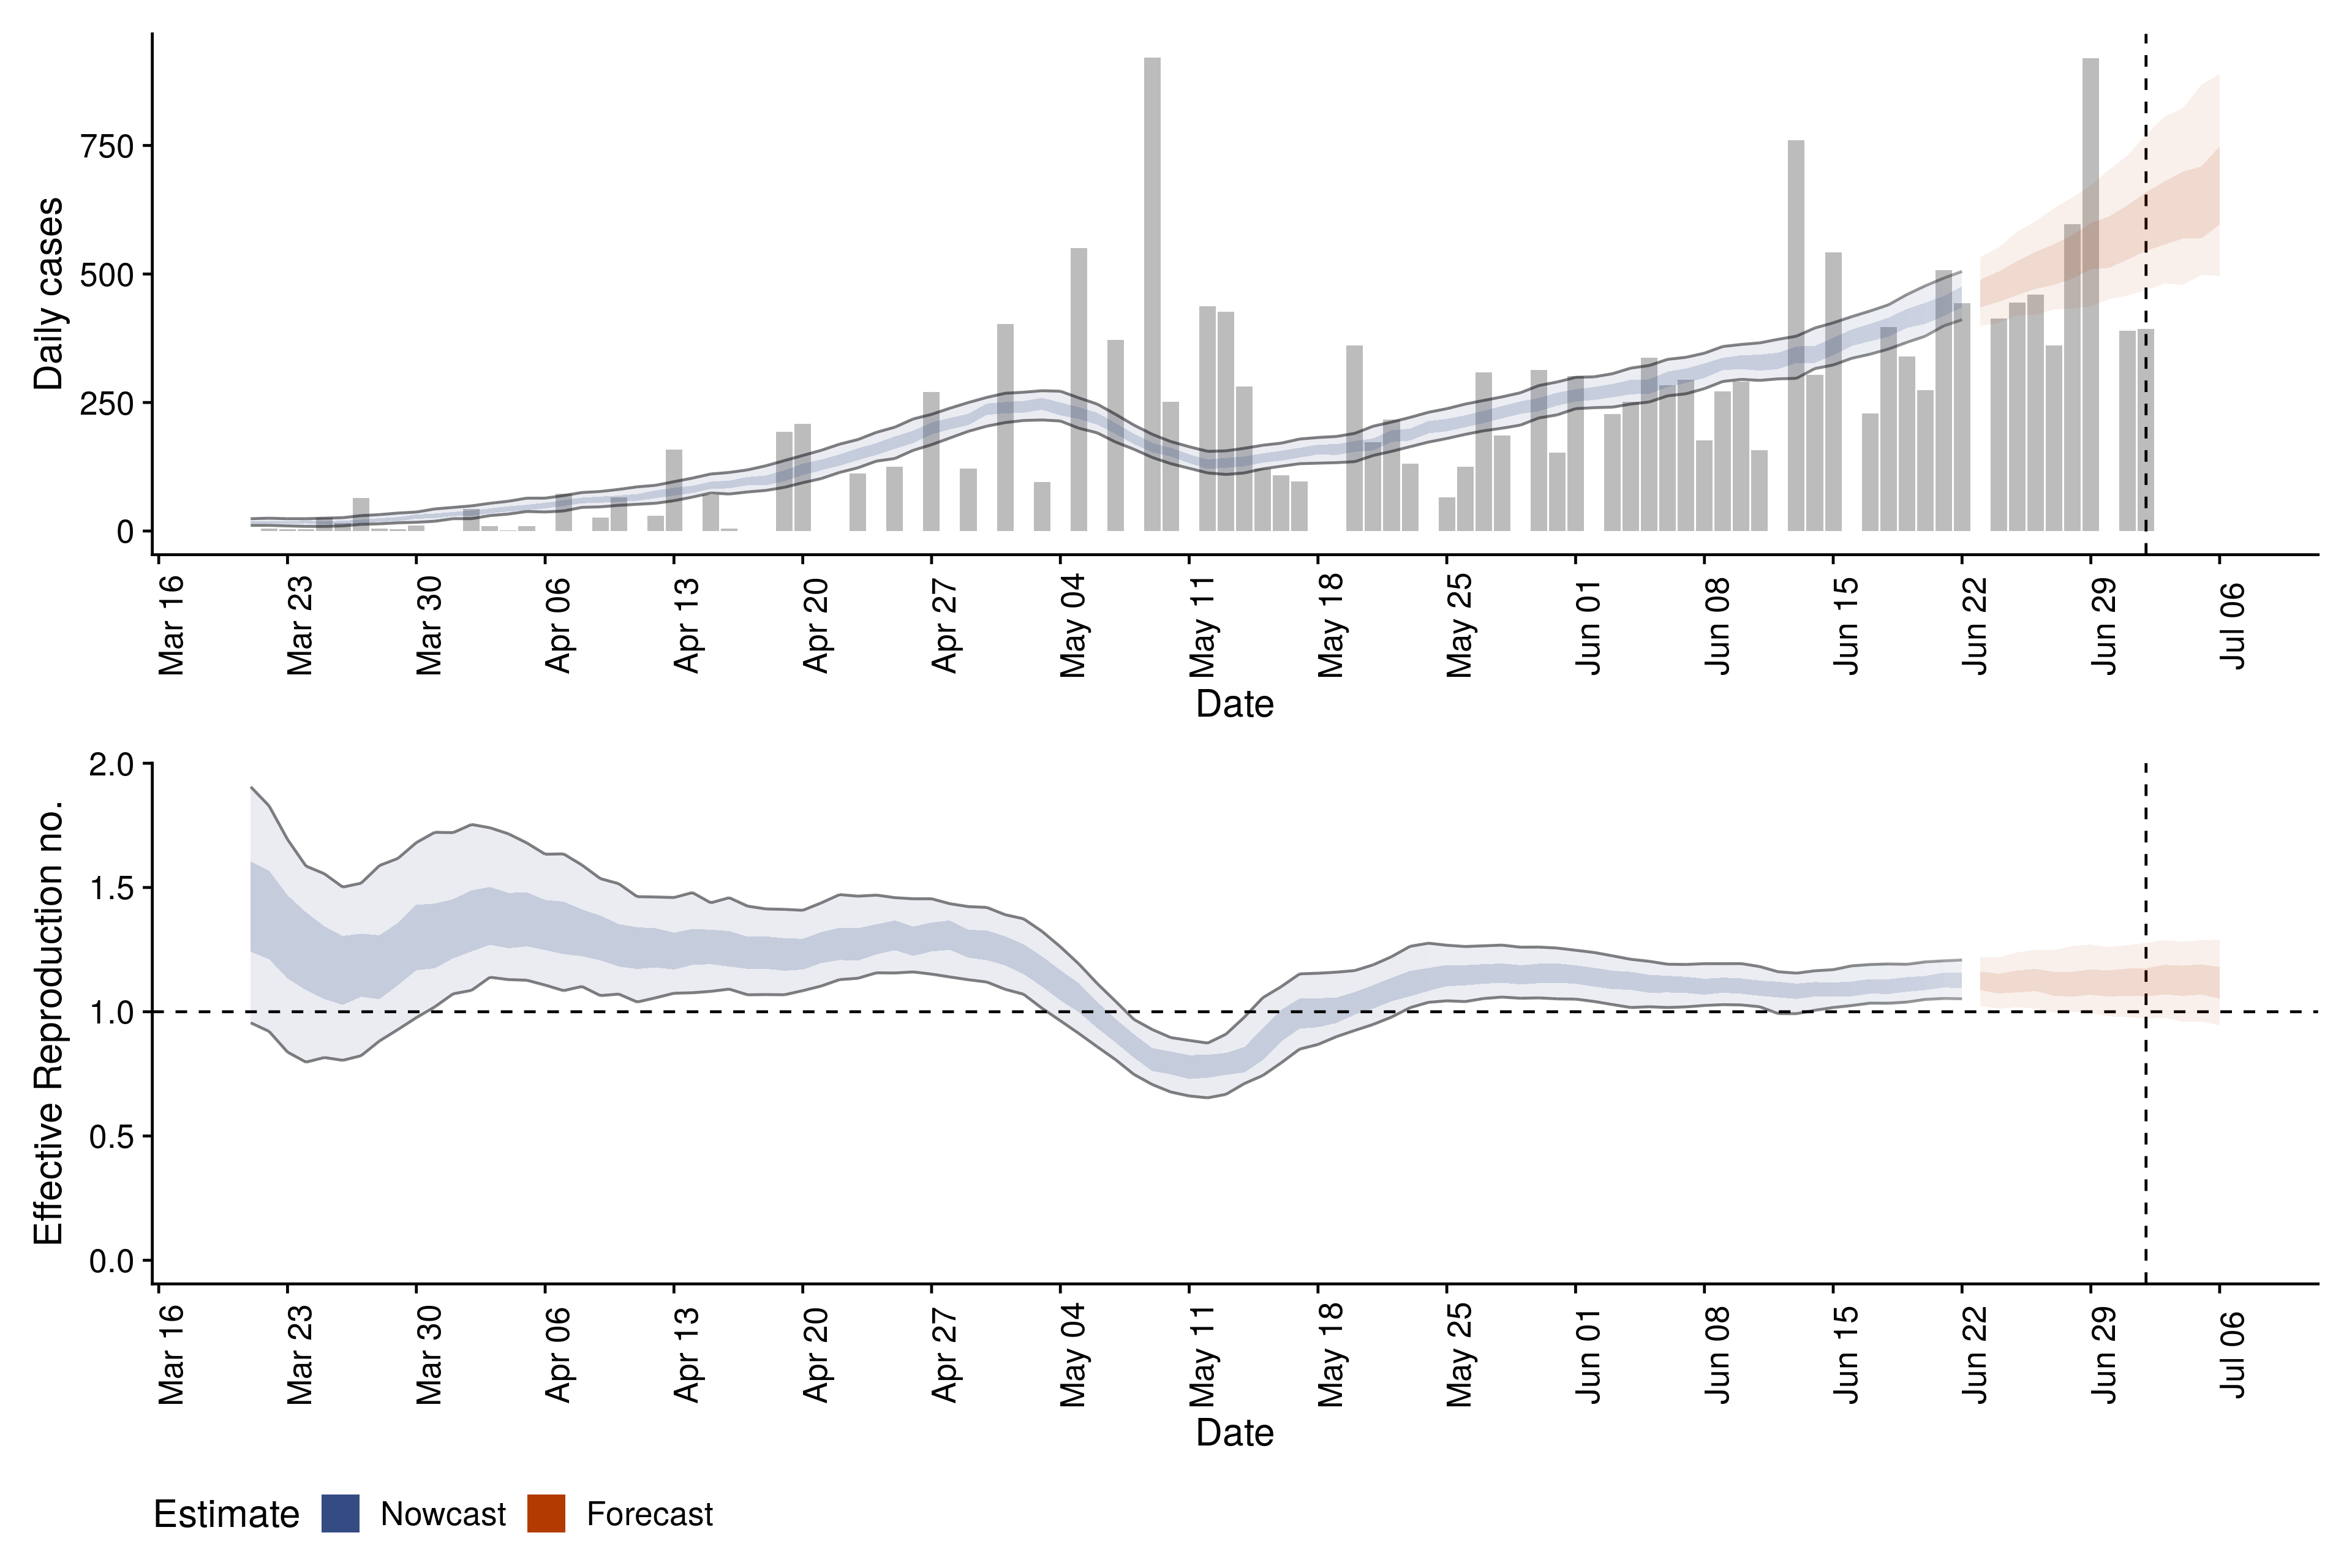 Daily cases
750
500
250
0
Mar 16
Mar 23
Mar 30
Apr 06
Apr 13
Apr 20
Apr 27
May 04
May 11
May 18
May 25
Jun 01
Jun 08
Jun 15
Jun 22
Jun 29
Jul 06
Date
Effective Reproduction no.
2.0
1.5
1.0
0.5
0.0
Mar 16
Mar 23
Mar 30
Apr 06
Apr 13
Apr 20
Apr 27
May 04
May 11
May 18
May 25
Jun 01
Jun 08
Jun 15
Jun 22
Jun 29
Jul 06
Date
Estimate Nowcast Forecast